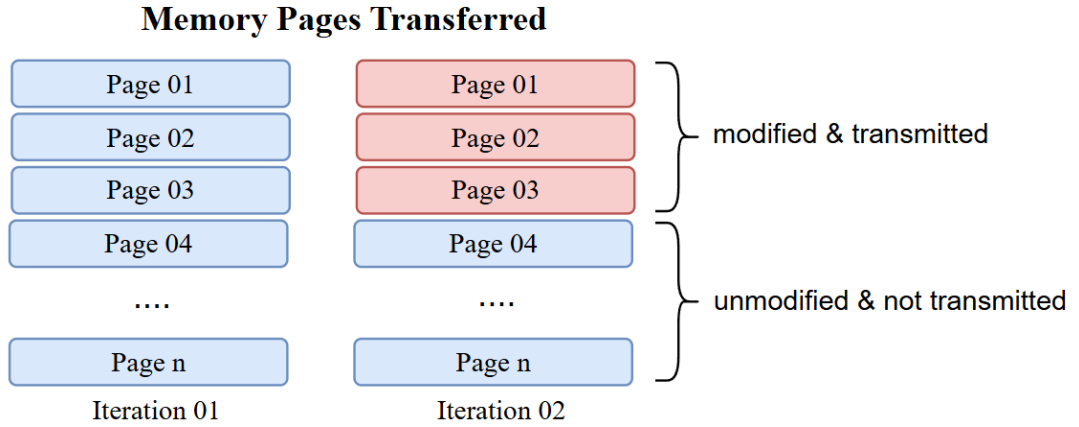 Memory Pages Transferred
Page 01
Page 02
Page 03
Page 04
....
Page n
Iteration 01
Page 01
Page 02
Page 03
Page 04
....
Page n
Iteration 02
modified & transmitted
unmodified & not transmitted